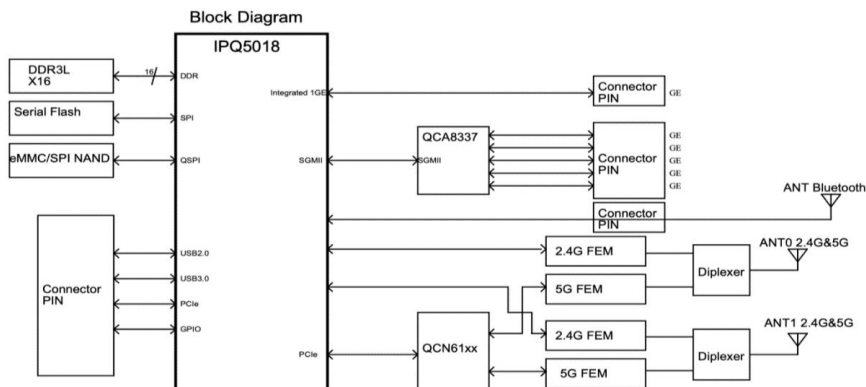 Block Diagram
IPQ5018
DDR3L
X16
16
DDR
Serial Flash
SPI
eMMC/SPI NAND
QSPI
Connector
PIN
USB2.0
USB3.0
PCIe
GPIO
Integrated 1GE
Connector
PIN
GE
SGMII
QCA8337
SGMII
Connector
PIN
GE
GE
GE
GE
GE
Connector
PIN
ANT Bluetooth
2.4G FEM
5G FEM
Diplexer
ANT0 2.4G&5G
PCIe
QCN61xx
2.4G FEM
5G FEM
Diplexer
ANT1 2.4G&5G